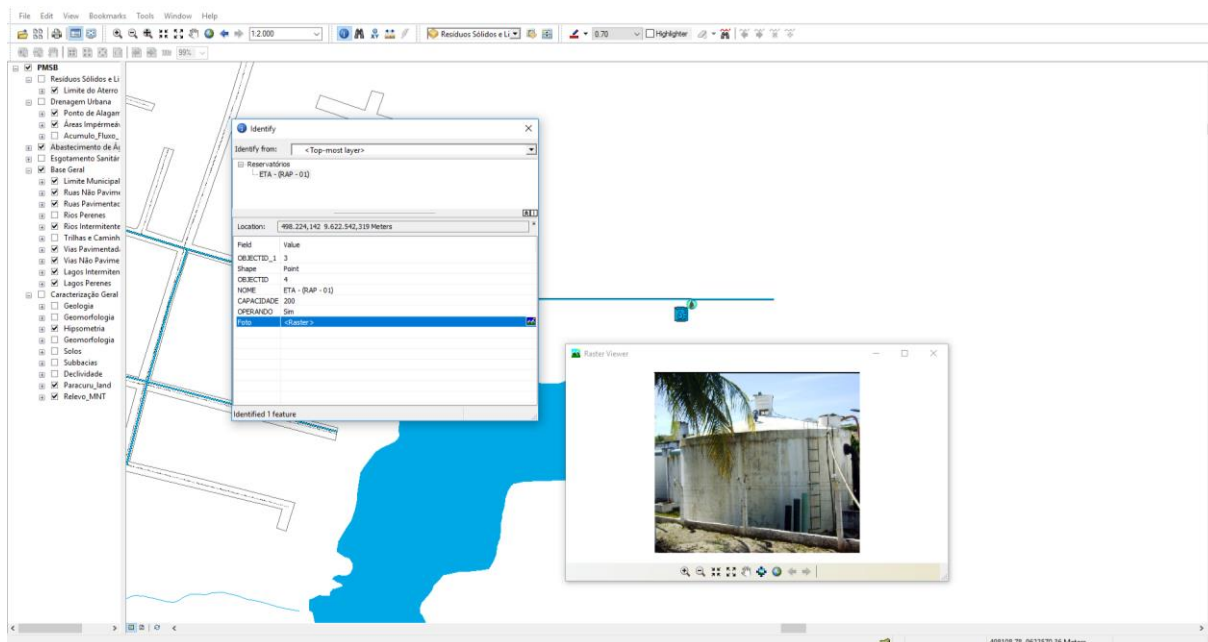 File Edit View Bookmarks Tools Window Help
1:2.000 Resíduos Sólidos e Li 0.70 Highlighter
99%
PMSB
Resíduos Sólidos e Li
Limite do Aterro
Drenagem Urbana
Ponto de Alagam
Áreas Impérmeáv
Acumulo_Fluxo_
Abastecimento de Ág
Esgotamento Sanitár
Base Geral
Limite Municipal
Ruas Não Pavime
Ruas Pavimentac
Rios Perenes
Rios Intermitente
Trilhas e Caminh
Vias Pavimentada
Vias Não Pavime
Lagos Intermiten
Lagos Perenes
Caracterização Geral
Geologia
Geomorfologia
Hipsometria
Geomorfologia
Solos
Subbacias
Declividade
Paracuru_land
Relevo_MNT
Identify
Identify from: <Top-most layer>
Reservatórios
ETA - (RAP - 01)
Location: 498.224,142 9.622.542,319 Meters
Field Value
OBJECTID_1 3
Shape Point
OBJECTID 4
NOME ETA - (RAP - 01)
CAPACIDADE 200
OPERANDO Sim
Foto <Raster>
Identified 1 feature
Raster Viewer